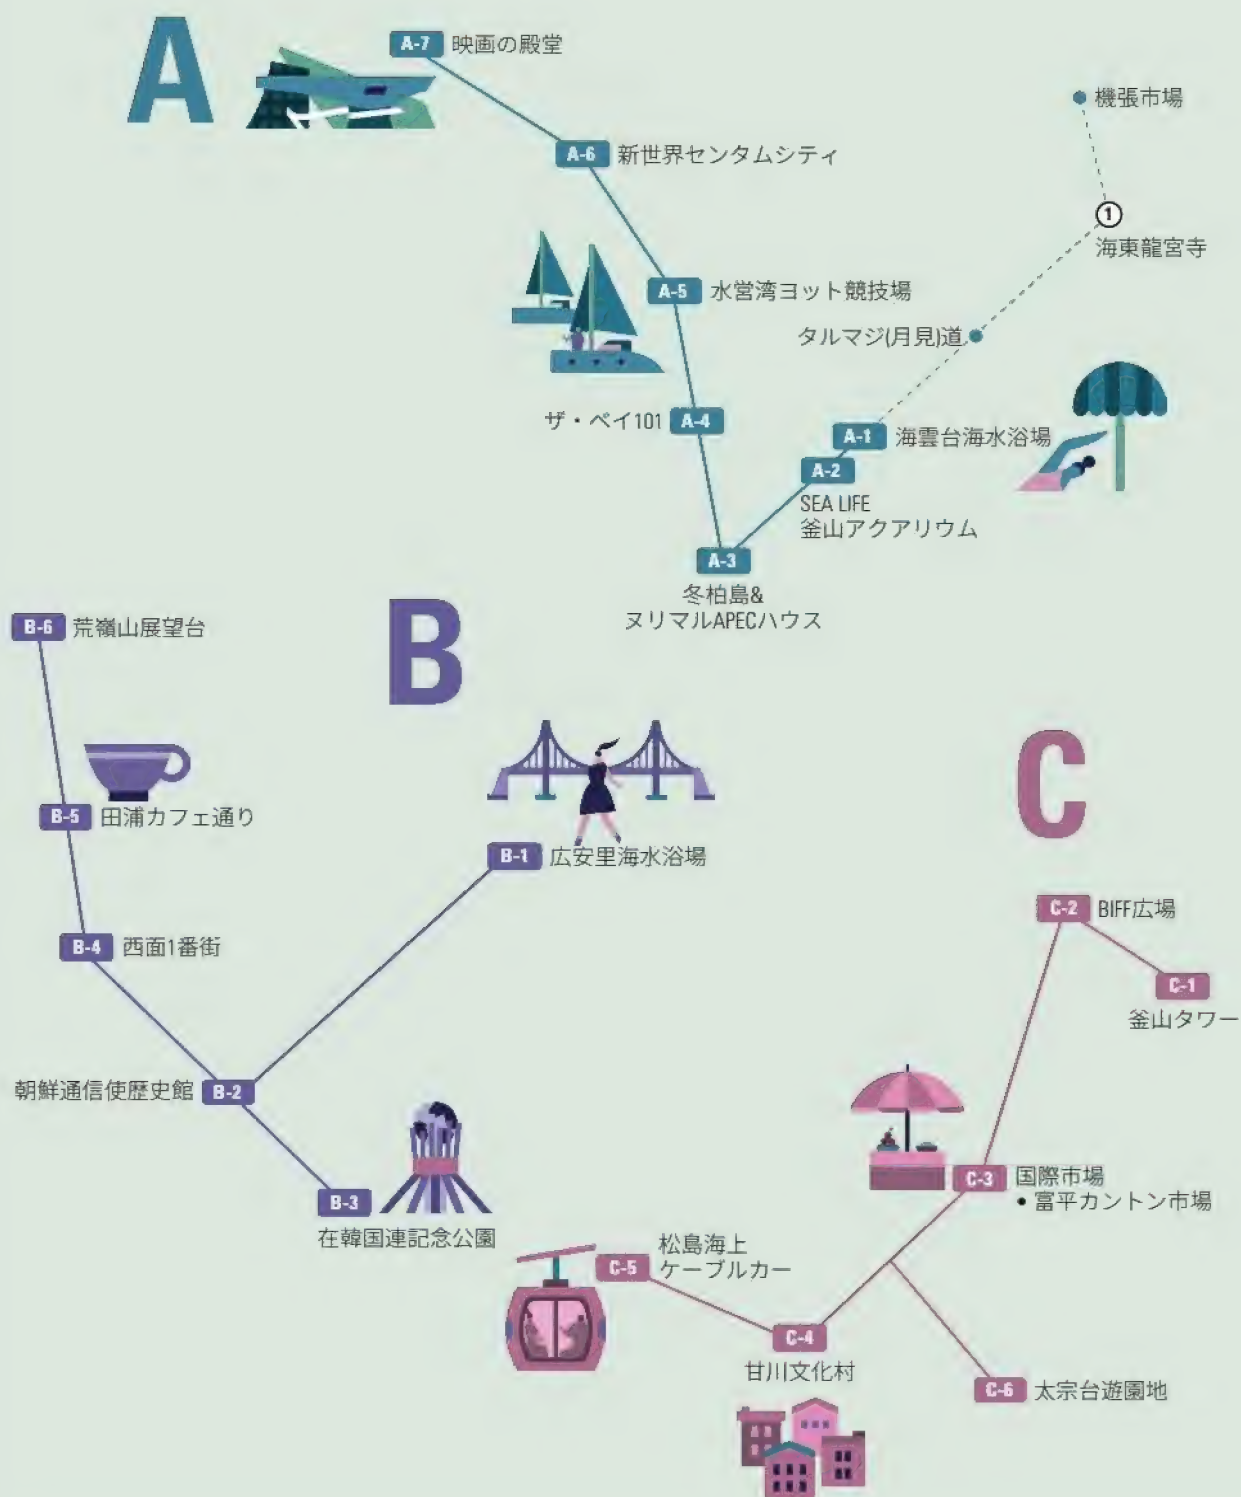 A
A-7 映画の殿堂
機張市場
A-6 新世界センタムシティ
①
海東龍宮寺
A-5 水営湾ヨット競技場
タルマジ(月見)道
ザ・ベイ101 A-4
A-1 海雲台海水浴場
A-2
SEA LIFE
釜山アクアリウム
A-3
冬柏島&
ヌリマルAPECハウス
B
B-6 荒嶺山展望台
B-5 田浦カフェ通り
B-1 広安里海水浴場
B-4 西面1番街
朝鮮通信使歴史館 B-2
B-3
在韓国連記念公園
C
C-2 BIFF広場
C-1
釜山タワー
C-3 国際市場
• 富平カントン市場
C-5 松島海上
ケーブルカー
C-4
甘川文化村
C-6 太宗台遊園地